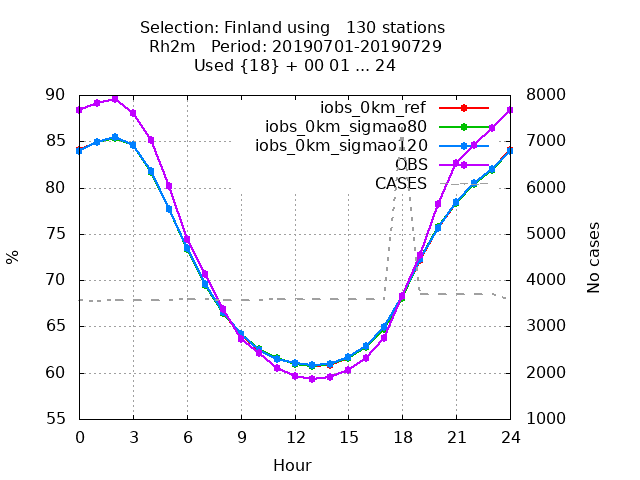 Selection: Finland using   130 stations
Rh2m   Period: 20190701-20190729
Used {18} + 00 01 ... 24
90 8000
iobs_0km_ref
iobs_0km_sigmao80
85 iobs_0km_sigmao120 7000
OBS
80 CASES 6000
75 5000
% No cases
70 4000
65 3000
60 2000
55 1000
0 3 6 9 12 15 18 21 24
Hour